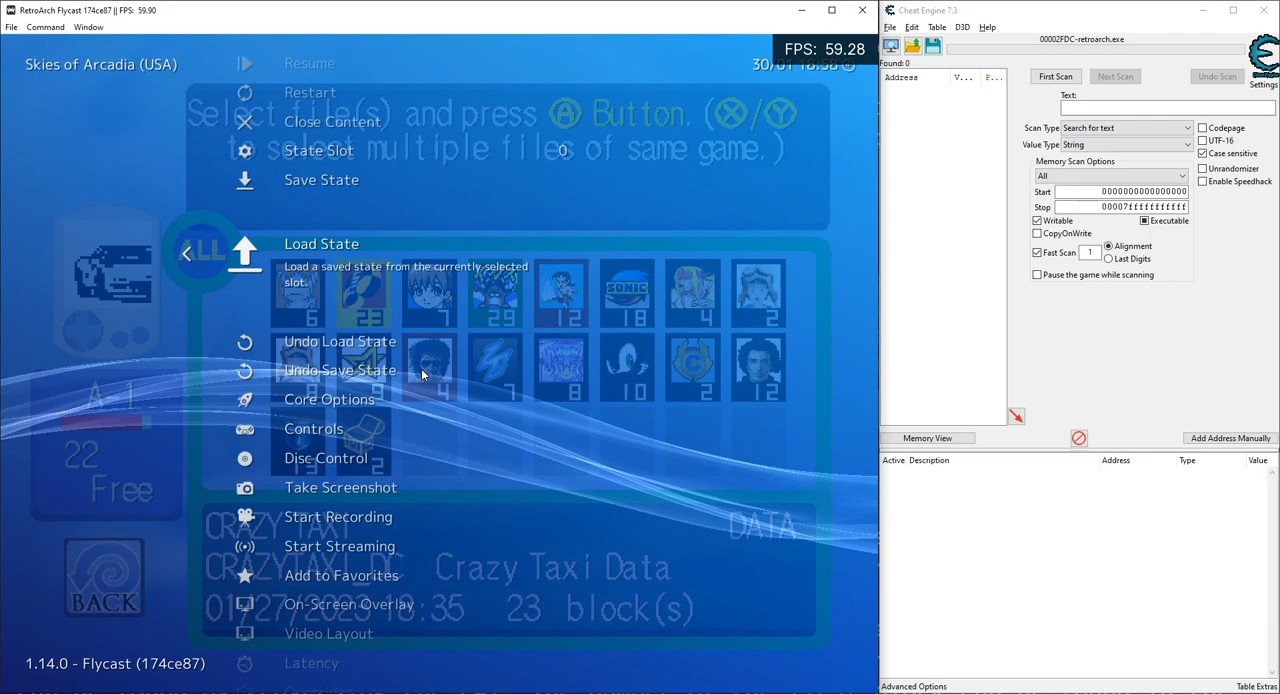 RetroArch Flycast 174ce87 || FPS: 59.90
File Command Window
FPS: 59.28
Skies of Arcadia (USA)
30/01 18:58
Resume
Restart
Close Content
State Slot 0
Save State
Select file(s) and press A Button. (X/Y
to select multiple files of same game.)
ALL
Load State
Load a saved state from the currently selected
slot.
6 23 7 29 12 18 4 2
Undo Load State
Undo Save State
4 7 8 10 2 12
Core Options
Controls
Disc Control
2
Take Screenshot
Start Recording
Start Streaming
Add to Favorites
On-Screen Overlay
Video Layout
Latency
A-1
22
Free
BACK
CRAZY TAXI DATA
CRAZYTAXI_DC Crazy Taxi Data
01/27/2023 18:35 23 block(s)
1.14.0 - Flycast (174ce87)
Cheat Engine 7.3
File Edit Table D3D Help
00002FDC-retroarch.exe
Found: 0
Address V... P...
First Scan Next Scan Undo Scan
Settings
Text:
Scan Type Search for text
Value Type String
Codepage
UTF-16
Case sensitive
Unrandomizer
Enable Speedhack
Memory Scan Options
All
Start 0000000000000000
Stop 00007fffffffffff
Writable Executable
CopyOnWrite
Fast Scan 1 Alignment
Last Digits
Pause the game while scanning
Memory View Add Address Manually
Active Description Address Type Value
Advanced Options Table Extras